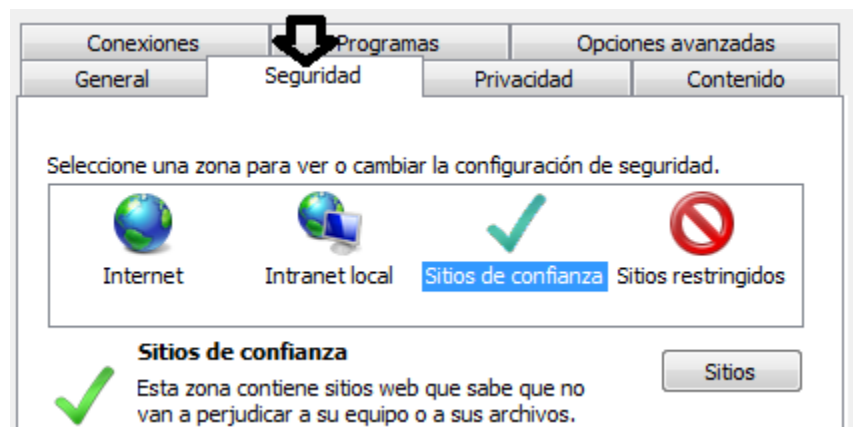 Conexiones Programas Opciones avanzadas
General Seguridad Privacidad Contenido
Seleccione una zona para ver o cambiar la configuración de seguridad.
Internet Intranet local Sitios de confianza Sitios restringidos
Sitios de confianza
Sitios
Esta zona contiene sitios web que sabe que no
van a perjudicar a su equipo o a sus archivos.